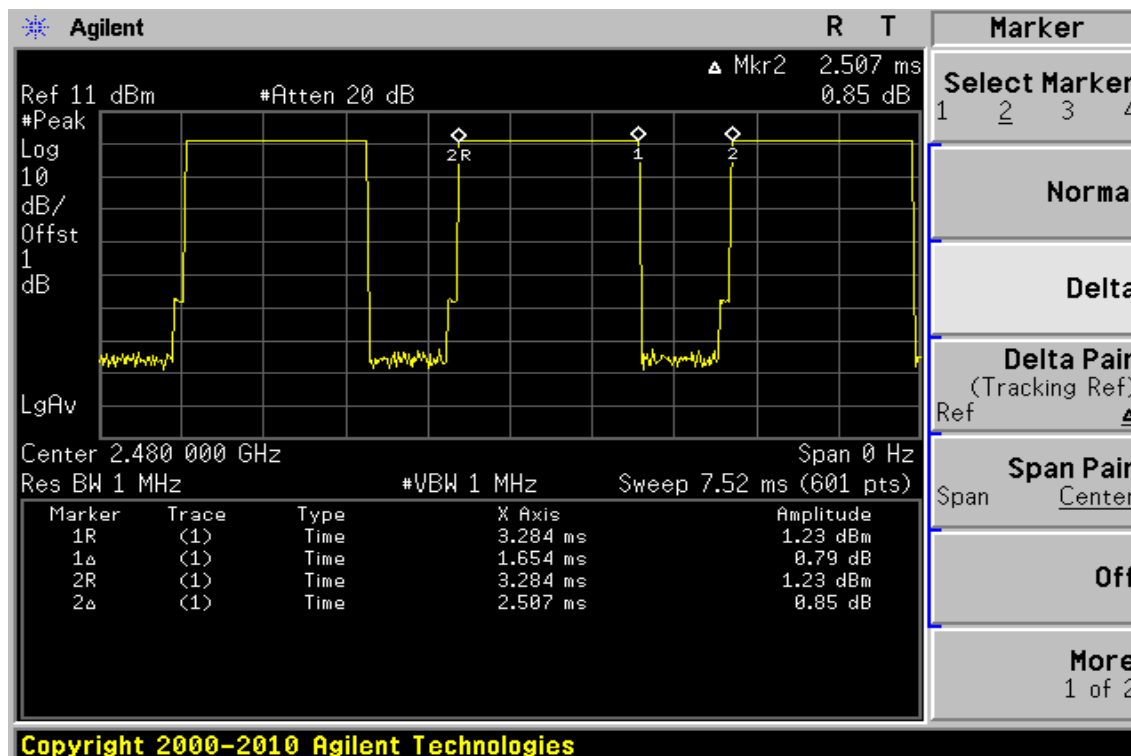 Agilent R T Marker
Δ Mkr2 2.507 ms
Ref 11 dBm #Atten 20 dB 0.85 dB
#Peak
Log
10
dB/
Offst
1
dB
2R 1 2
LgAv
Center 2.480 000 GHz Span 0 Hz
Res BW 1 MHz #VBW 1 MHz Sweep 7.52 ms (601 pts)
Marker Trace Type X Axis Amplitude
1R (1) Time 3.284 ms 1.23 dBm
1Δ (1) Time 1.654 ms 0.79 dB
2R (1) Time 3.284 ms 1.23 dBm
2Δ (1) Time 2.507 ms 0.85 dB
Select Marker
1 2 3 4
Norma
Delta
Delta Pair
(Tracking Ref)
Ref Δ
Span Pair
Span Center
Off
More
1 of 2
Copyright 2000-2010 Agilent Technologies